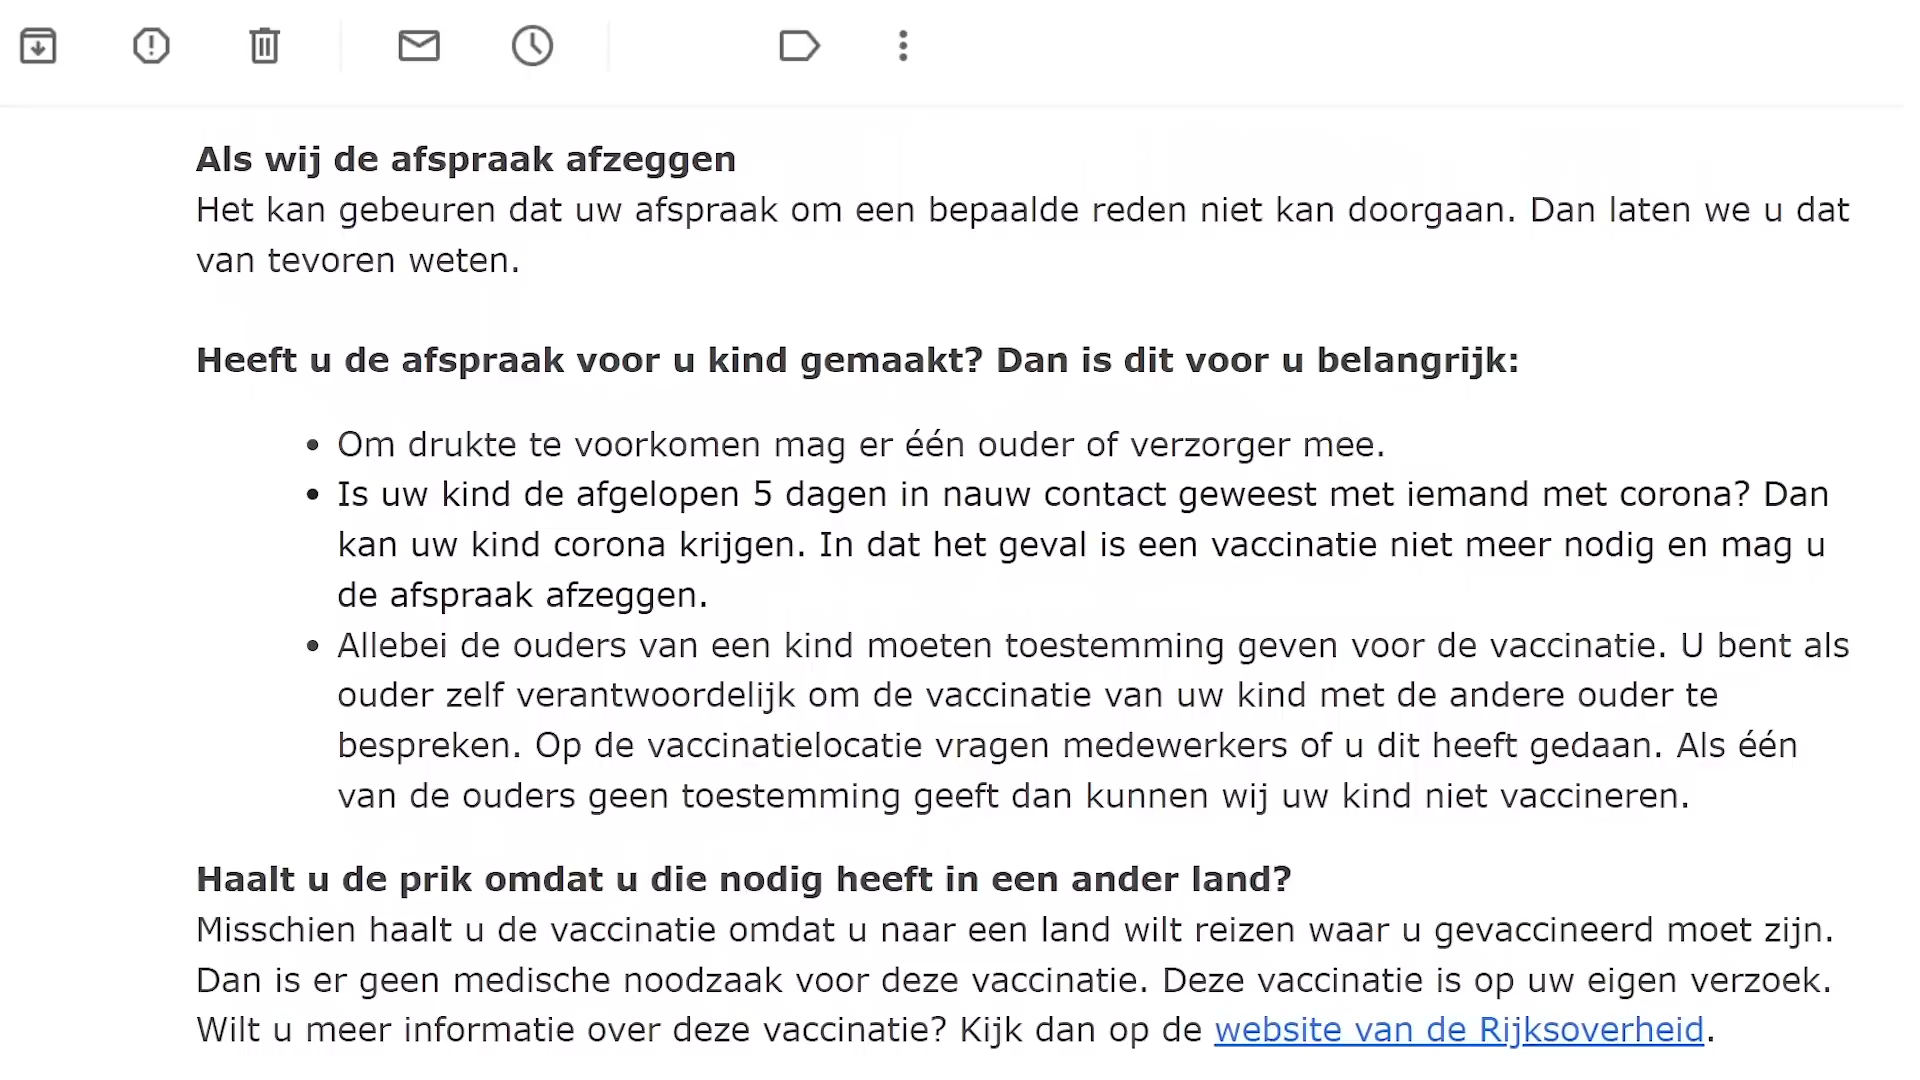 Als wij de afspraak afzeggen
Het kan gebeuren dat uw afspraak om een bepaalde reden niet kan doorgaan. Dan laten we u dat
van tevoren weten.
Heeft u de afspraak voor u kind gemaakt? Dan is dit voor u belangrijk:
• Om drukte te voorkomen mag er één ouder of verzorger mee.
• Is uw kind de afgelopen 5 dagen in nauw contact geweest met iemand met corona? Dan
kan uw kind corona krijgen. In dat het geval is een vaccinatie niet meer nodig en mag u
de afspraak afzeggen.
• Allebei de ouders van een kind moeten toestemming geven voor de vaccinatie. U bent als
ouder zelf verantwoordelijk om de vaccinatie van uw kind met de andere ouder te
bespreken. Op de vaccinatielocatie vragen medewerkers of u dit heeft gedaan. Als één
van de ouders geen toestemming geeft dan kunnen wij uw kind niet vaccineren.
Haalt u de prik omdat u die nodig heeft in een ander land?
Misschien haalt u de vaccinatie omdat u naar een land wilt reizen waar u gevaccineerd moet zijn.
Dan is er geen medische noodzaak voor deze vaccinatie. Deze vaccinatie is op uw eigen verzoek.
Wilt u meer informatie over deze vaccinatie? Kijk dan op de website van de Rijksoverheid.